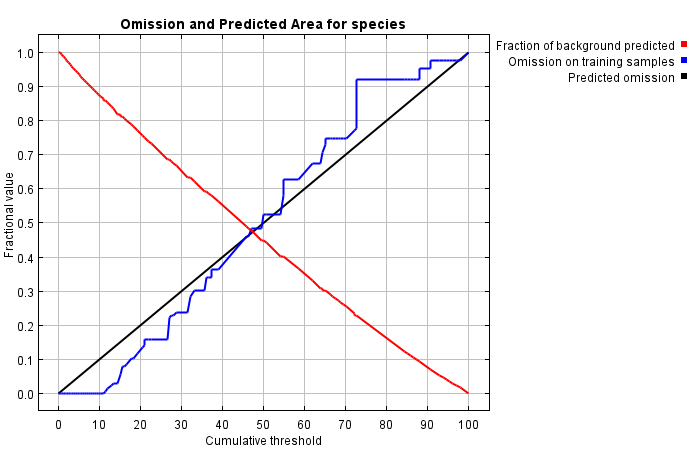 Omission and Predicted Area for species
Fraction of background predicted
Omission on training samples
Predicted omission
Fractional value
1.0
0.9
0.8
0.7
0.6
0.5
0.4
0.3
0.2
0.1
0.0
0 10 20 30 40 50 60 70 80 90 100
Cumulative threshold